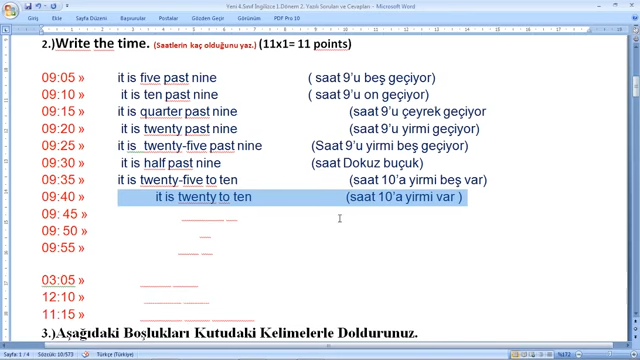 Yeni 4.Sınıf İngilizce 1.Dönem 2. Yazılı Soruları ve Cevapları - Microsoft Word
Giriş Ekle Sayfa Düzeni Başvurular Postalar Gözden Geçir Görünüm PDF 10 Pro
2.)Write the time. (Saatlerin kaç olduğunu yaz.) (11x1= 11 points)
09:05 » it is five past nine ( saat 9'u beş geçiyor)
09:10 » it is ten past nine ( saat 9'u on geçiyor)
09:15 » it is quarter past nine (saat 9'u çeyrek geçiyor
09:20 » it is twenty past nine (saat 9'u yirmi geçiyor)
09:25 » it is twenty-five past nine (Saat 9'u yirmi beş geçiyor)
09:30 » it is half past nine (saat Dokuz buçuk)
09:35 » it is twenty-five to ten (saat 10'a yirmi beş var)
09:40 » it is twenty to ten (saat 10'a yirmi var )
09: 45 »
09: 50 »
09:55 »
03:05 »
12:10 »
11:15 »
3.)Aşağıdaki Boşlukları Kutudaki Kelimelerle Doldurunuz.
Sayfa: 1 / 4 Sözcük: 10/573 Türkçe (Türkiye) %172